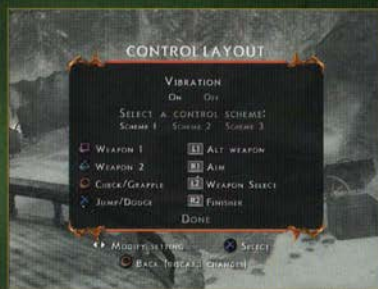 CONTROL LAYOUT
VIBRATION
ON OFF
SELECT A CONTROL SCHEME:
SCHEME 1 SCHEME 2 SCHEME 3
WEAPON 1 L1 ALT WEAPON
WEAPON 2 R1 AIM
CHECK/GRAPPLE L2 WEAPON SELECT
JUMP/DODGE R2 FINISHER
DONE
MODIFY SETTING SELECT
BACK (DISCARD CHANGES)